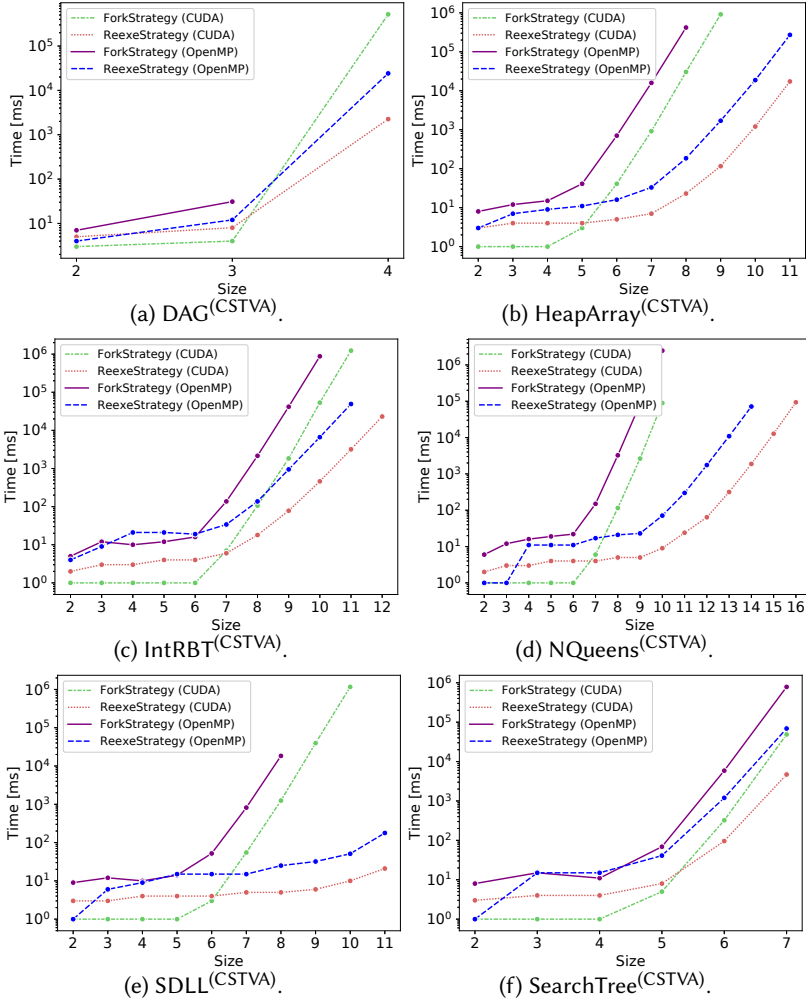 ForkStrategy (CUDA)
ReexeStrategy (CUDA)
ForkStrategy (OpenMP)
ReexeStrategy (OpenMP)
Time [ms]
10^5
10^4
10^3
10^2
10^1
2 3 4
Size
(a) DAG(CSTVA).
ForkStrategy (CUDA)
ReexeStrategy (CUDA)
ForkStrategy (OpenMP)
ReexeStrategy (OpenMP)
Time [ms]
10^6
10^5
10^4
10^3
10^2
10^1
10^0
2 3 4 5 6 7 8 9 10 11
Size
(b) HeapArray(CSTVA).
ForkStrategy (CUDA)
ReexeStrategy (CUDA)
ForkStrategy (OpenMP)
ReexeStrategy (OpenMP)
Time [ms]
10^6
10^5
10^4
10^3
10^2
10^1
10^0
2 3 4 5 6 7 8 9 10 11 12
Size
(c) IntRBT(CSTVA).
ForkStrategy (CUDA)
ReexeStrategy (CUDA)
ForkStrategy (OpenMP)
ReexeStrategy (OpenMP)
Time [ms]
10^6
10^5
10^4
10^3
10^2
10^1
10^0
2 3 4 5 6 7 8 9 10 11 12 13 14 15 16
Size
(d) NQueens(CSTVA).
ForkStrategy (CUDA)
ReexeStrategy (CUDA)
ForkStrategy (OpenMP)
ReexeStrategy (OpenMP)
Time [ms]
10^6
10^5
10^4
10^3
10^2
10^1
10^0
2 3 4 5 6 7 8 9 10 11
Size
(e) SDLL(CSTVA).
ForkStrategy (CUDA)
ReexeStrategy (CUDA)
ForkStrategy (OpenMP)
ReexeStrategy (OpenMP)
Time [ms]
10^6
10^5
10^4
10^3
10^2
10^1
10^0
2 3 4 5 6 7
Size
(f) SearchTree(CSTVA).